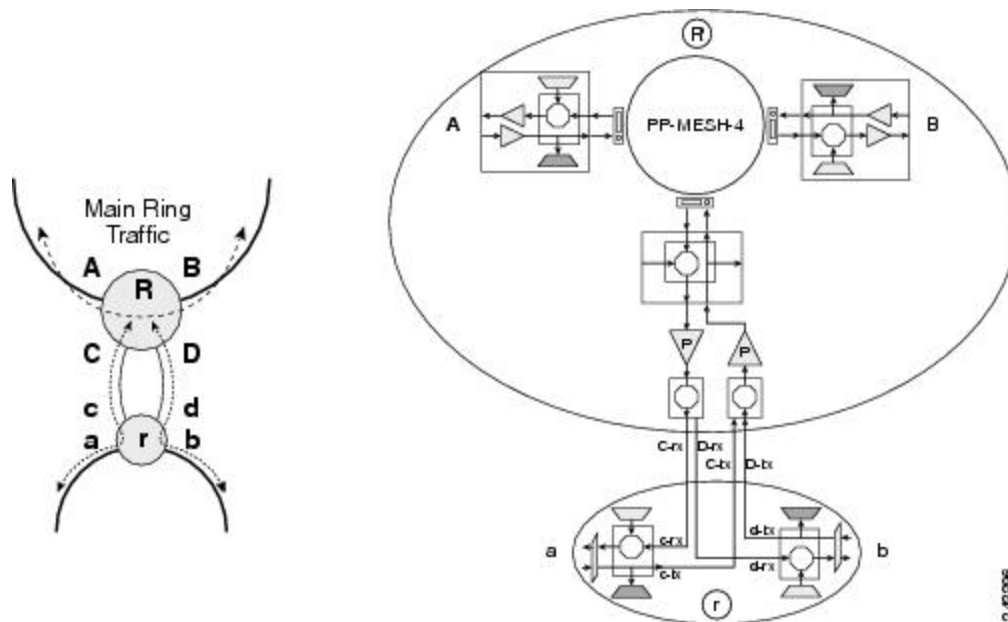 Main Ring
Traffic
A
B
R
C
D
c
d
a
r
b
R
A
PP-MESH-4
B
P
P
C-rx
D-rx
C-tx
D-tx
a
c-rx
c-tx
d-tx
d-rx
b
r